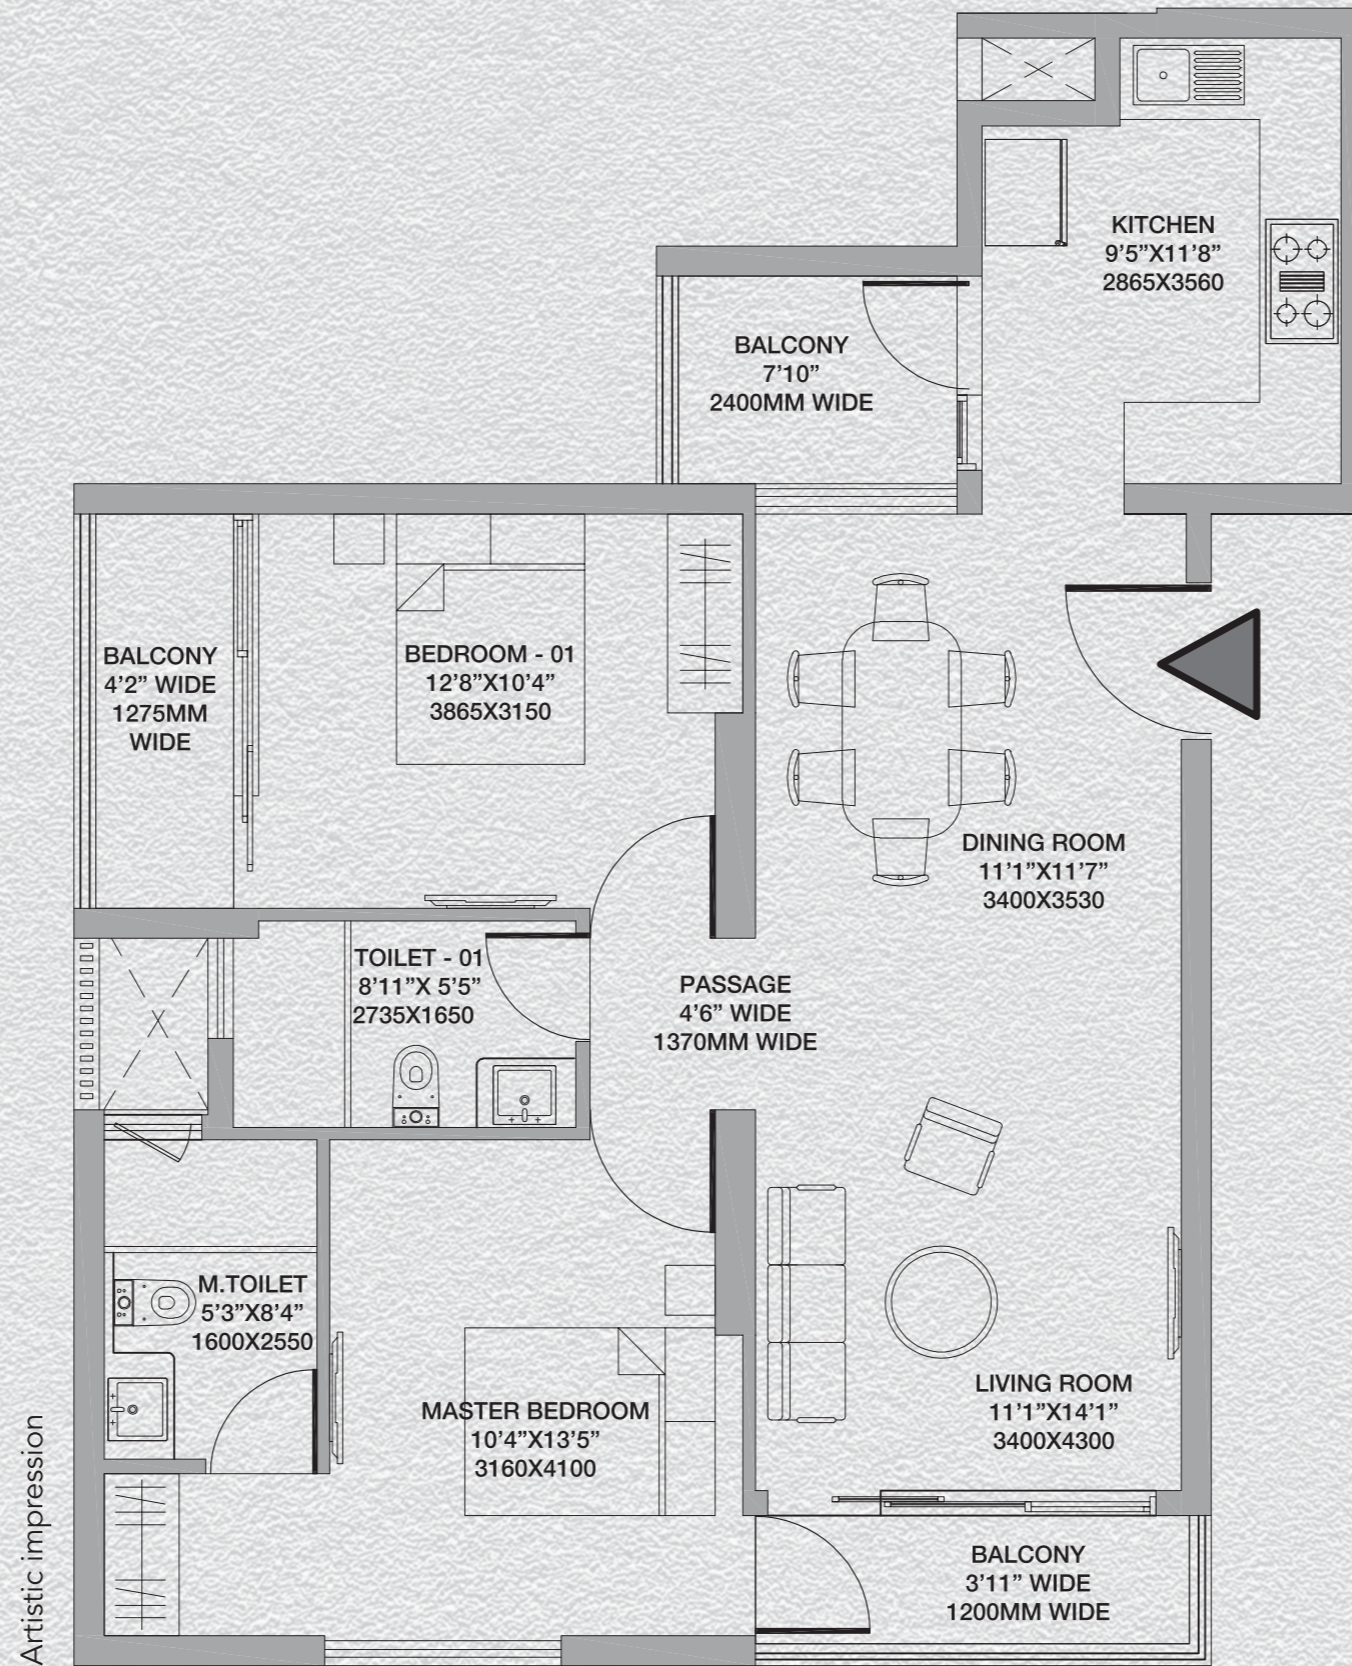 KITCHEN
9’5”X11’8”
2865X3560
BALCONY
7’10”
2400MM WIDE
BALCONY
4’2” WIDE
1275MM
WIDE
BEDROOM - 01
12’8”X10’4”
3865X3150
DINING ROOM
11’1”X11’7”
3400X3530
TOILET - 01
8’11”X 5’5”
2735X1650
PASSAGE
4’6” WIDE
1370MM WIDE
M.TOILET
5’3”X8’4”
1600X2550
MASTER BEDROOM
10’4”X13’5”
3160X4100
LIVING ROOM
11’1”X14’1”
3400X4300
BALCONY
3’11” WIDE
1200MM WIDE
Artistic impression